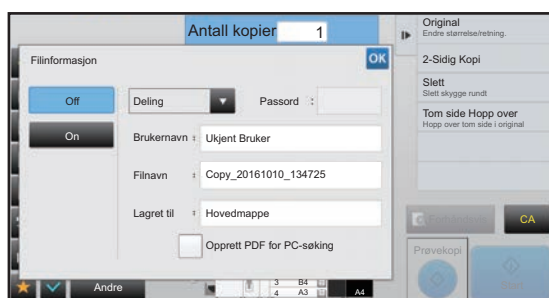 Antall kopier 1
Filinformasjon
OK
Off
On
Deling
Passord :
Brukernavn : Ukjent Bruker
Filnavn : Copy_20161010_134725
Lagret til : Hovedmappe
Opprett PDF for PC-søking
Original
Endre størrelse/retning.
2-Sidig Kopi
Slett
Slett skygge rundt
Tom side Hopp over
Hopp over tom side i original
Forhåndsvis
CA
Prøvekopi
Start
Andre
3 B4
4 A3
A4